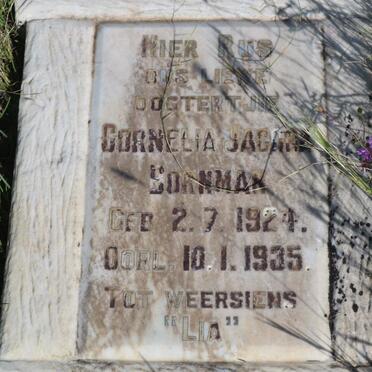 HIER RUS
ONS LIEWE
DOGTERTJIE
CORNELIA
BORNMAN
GEB 2.7.1924.
OORL. 10.1.1935
TOT WEERSIENS
"LIA"